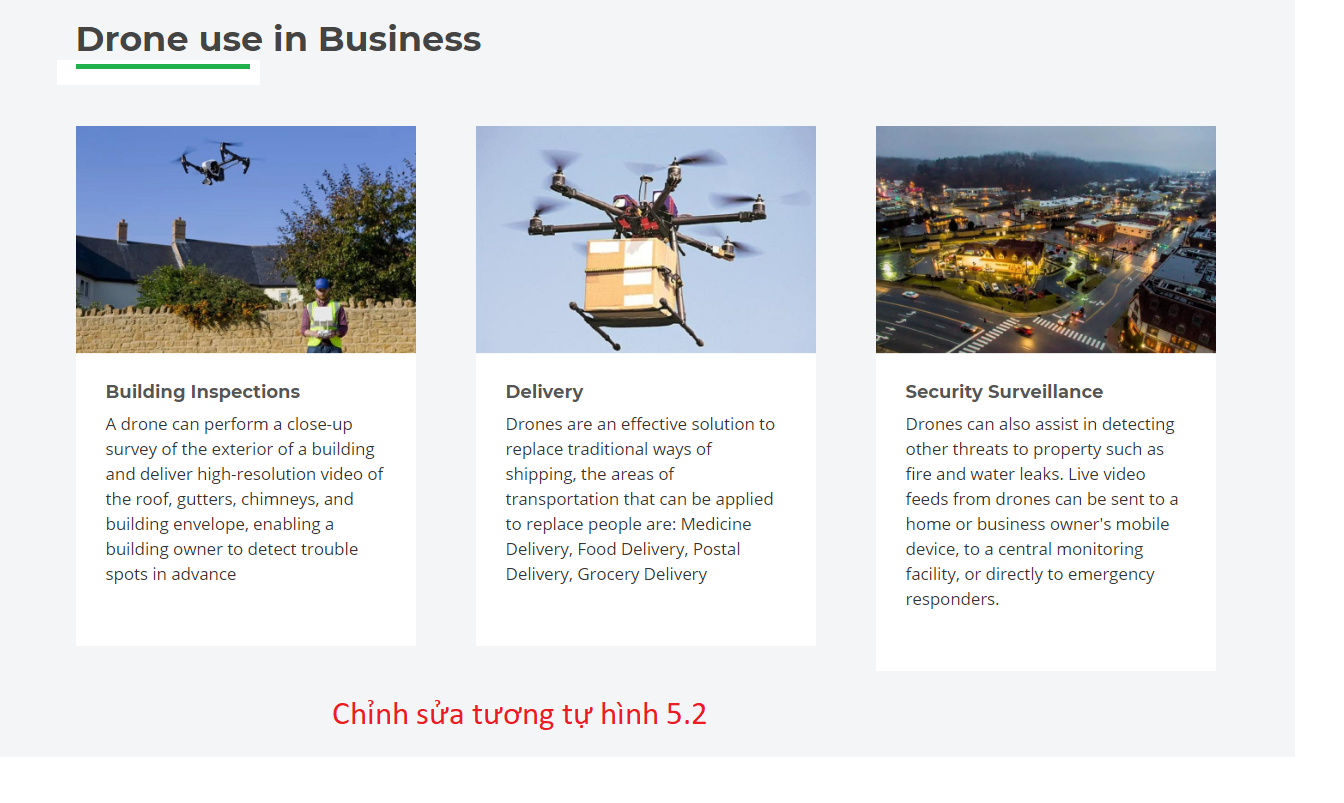 Drone use in Business
Building Inspections
A drone can perform a close-up
survey of the exterior of a building
and deliver high-resolution video of
the roof, gutters, chimneys, and
building envelope, enabling a
building owner to detect trouble
spots in advance
Delivery
Drones are an effective solution to
replace traditional ways of
shipping, the areas of
transportation that can be applied
to replace people are: Medicine
Delivery, Food Delivery, Postal
Delivery, Grocery Delivery
Security Surveillance
Drones can also assist in detecting
other threats to property such as
fire and water leaks. Live video
feeds from drones can be sent to a
home or business owner's mobile
device, to a central monitoring
facility, or directly to emergency
responders.
Chỉnh sửa tương tự hình 5.2